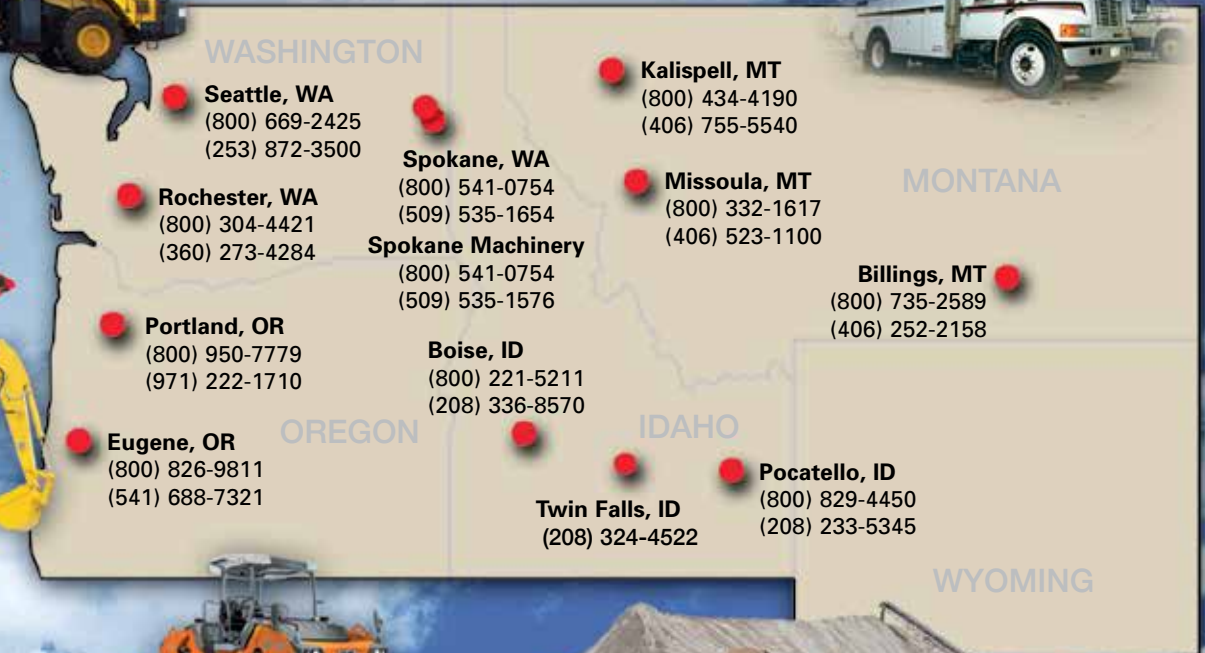 WASHINGTON
Seattle, WA
(800) 669-2425
(253) 872-3500
Rochester, WA
(800) 304-4421
(360) 273-4284
Spokane, WA
(800) 541-0754
(509) 535-1654
Spokane Machinery
(800) 541-0754
(509) 535-1576
Kalispell, MT
(800) 434-4190
(406) 755-5540
Missoula, MT
(800) 332-1617
(406) 523-1100
MONTANA
Billings, MT
(800) 735-2589
(406) 252-2158
Portland, OR
(800) 950-7779
(971) 222-1710
Eugene, OR
(800) 826-9811
(541) 688-7321
OREGON
Boise, ID
(800) 221-5211
(208) 336-8570
IDAHO
Twin Falls, ID
(208) 324-4522
Pocatello, ID
(800) 829-4450
(208) 233-5345
WYOMING